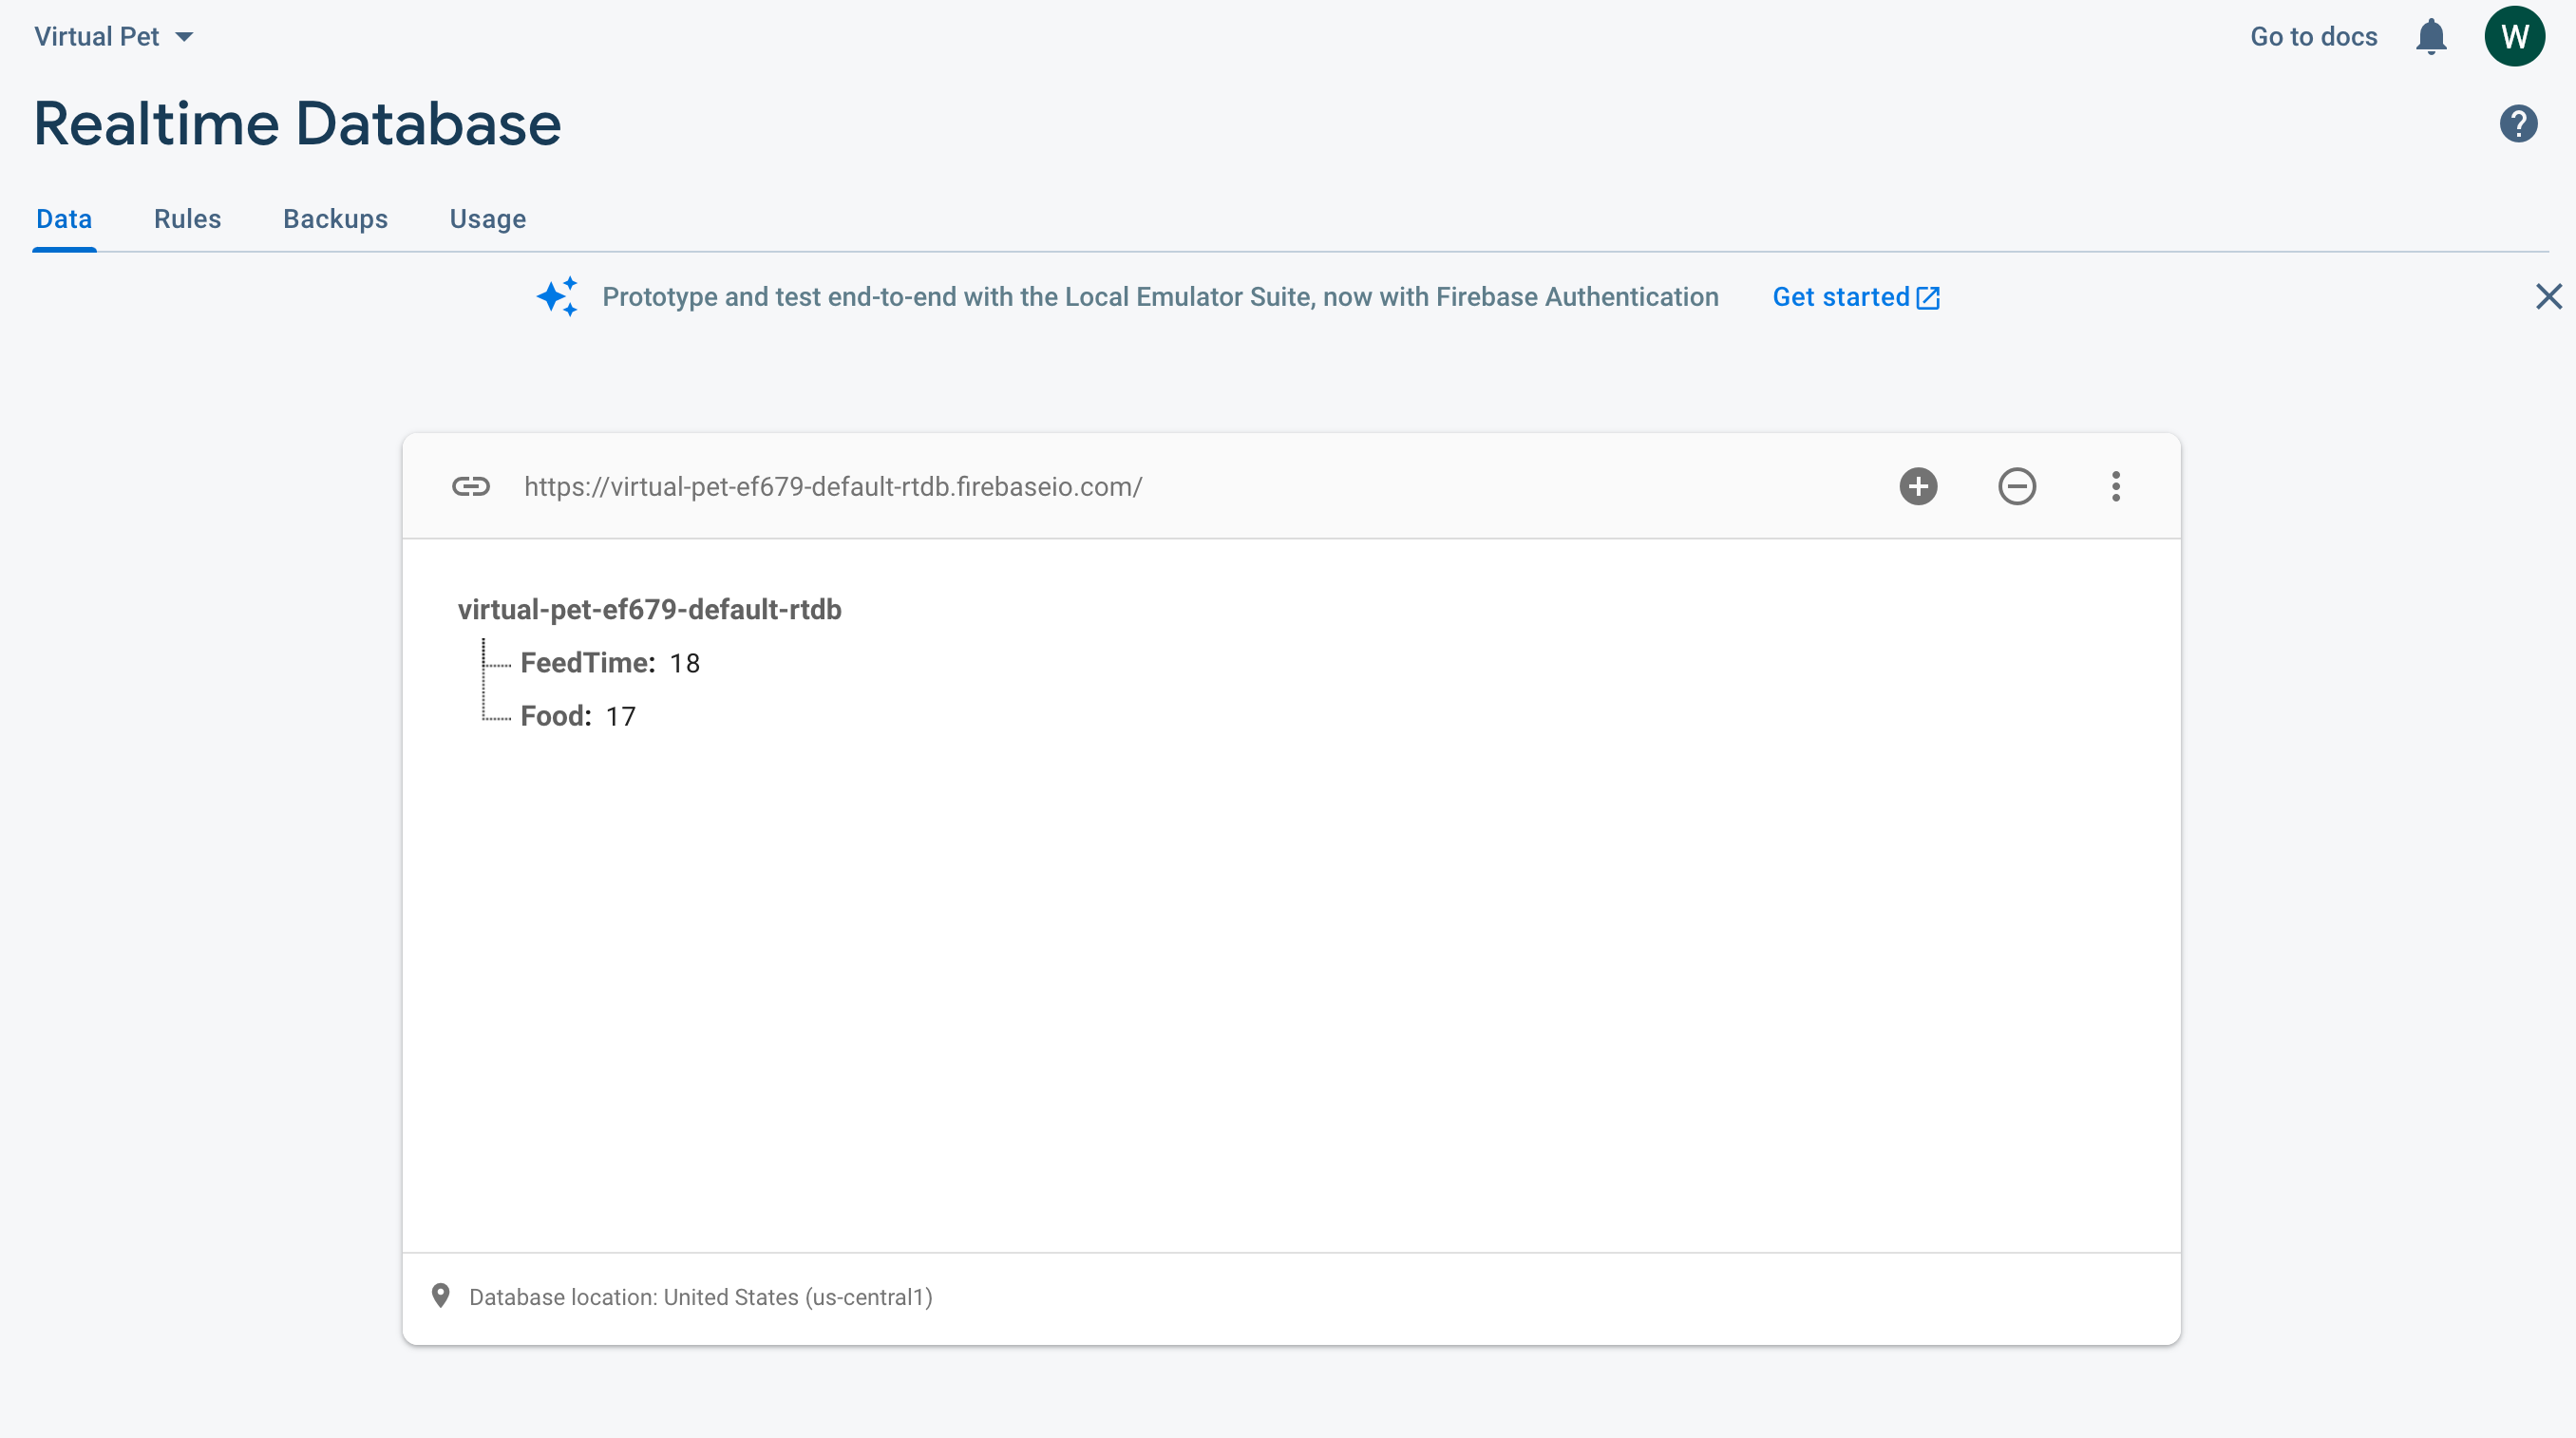 Virtual Pet
Go to docs
W
Realtime Database
?
Data Rules Backups Usage
Prototype and test end-to-end with the Local Emulator Suite, now with Firebase Authentication Get started
https://virtual-pet-ef679-default-rtdb.firebaseio.com/
virtual-pet-ef679-default-rtdb
FeedTime: 18
Food: 17
Database location: United States (us-central1)